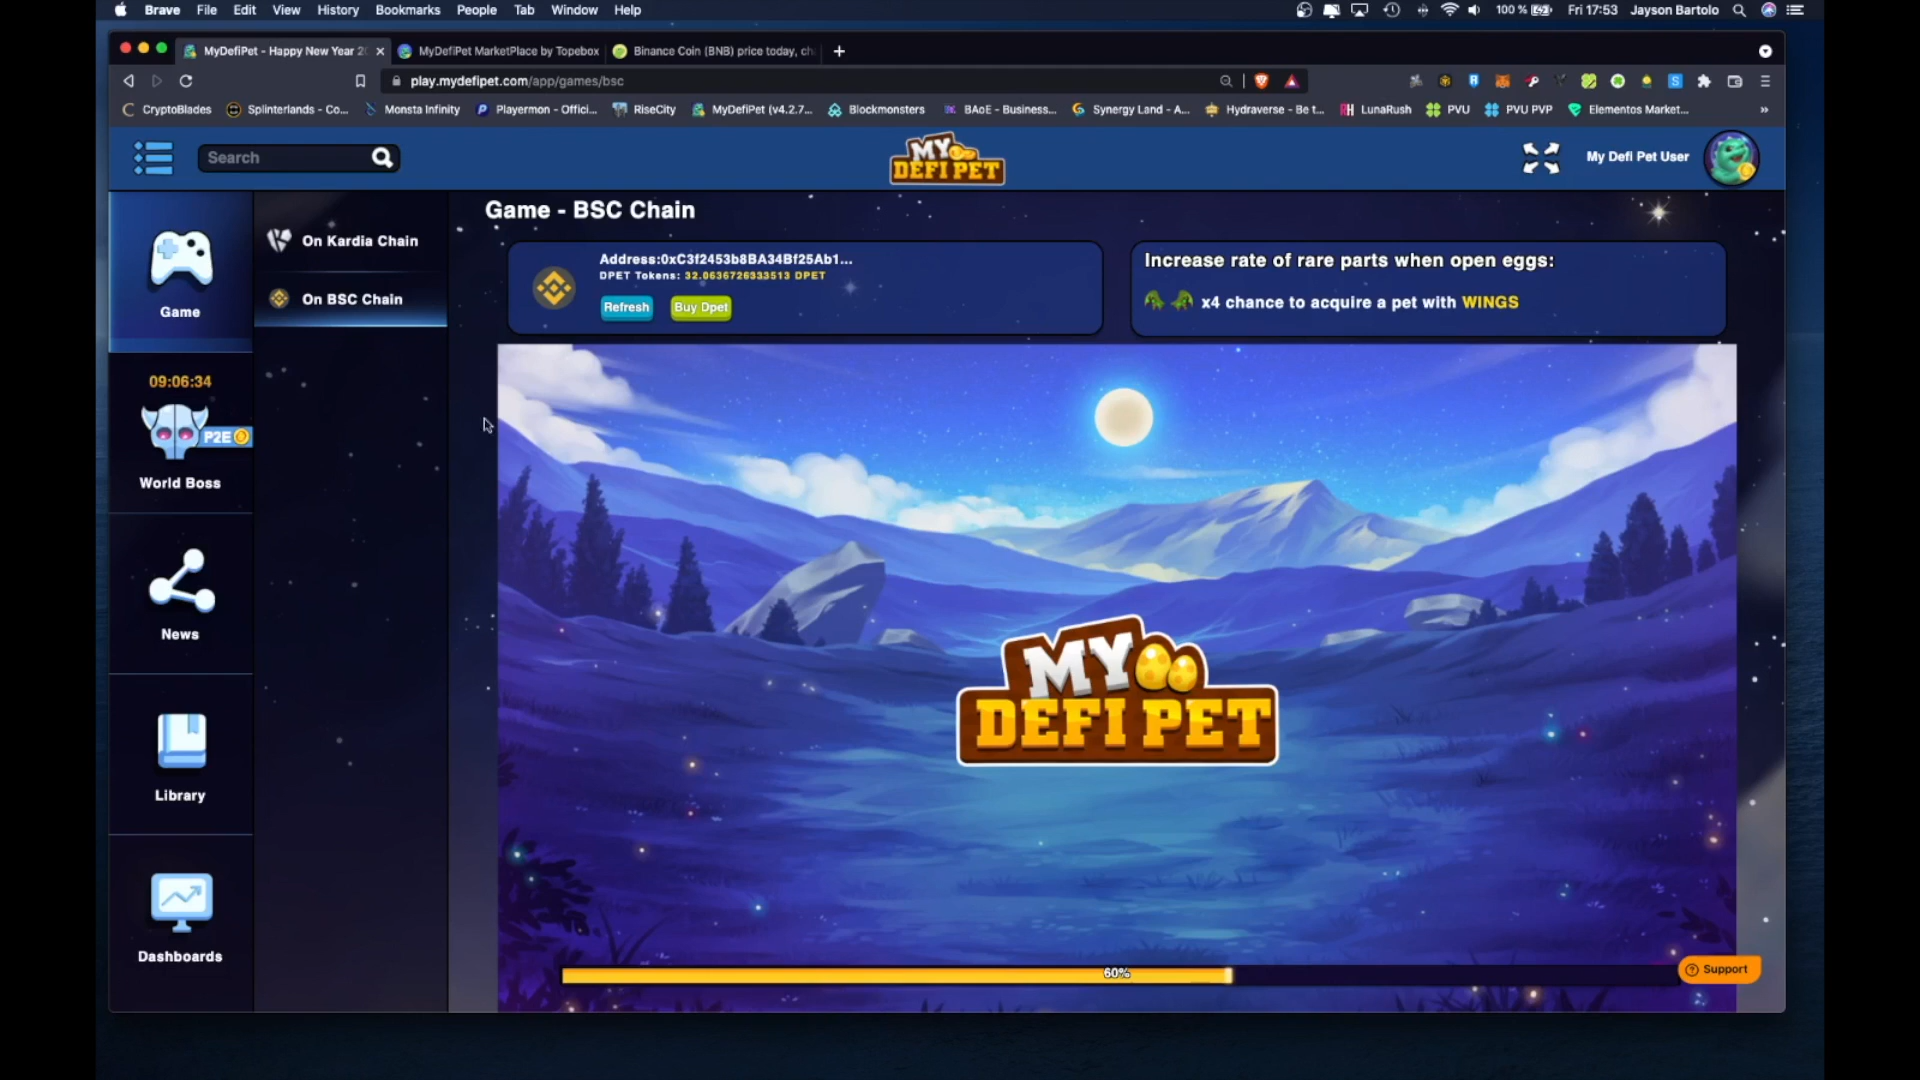 Brave File Edit View History Bookmarks People Tab Window Help 100 % Fri 17:53 Jayson Bartolo
MyDefiPet - Happy New Year 20 MyDefiPet MarketPlace by Topebox Binance Coin (BNB) price today, ch
play.mydefipet.com/app/games/bsc
CryptoBlades Splinterlands - Co... Monsta Infinity Playermon - Offici... RiseCity MyDefiPet (v4.2.7... Blockmonsters BAoE - Business... Synergy Land - A... Hydraverse - Be t... LunaRush PVU PVU PVP Elementos Market... »
Search
MY
DEFI PET
My Defi Pet User
Game - BSC Chain
Game
On Kardia Chain
On BSC Chain
Address:0xC3f2453b8BA34Bf25Ab1...
DPET Tokens: 32.0636726333513 DPET
Refresh Buy Dpet
Increase rate of rare parts when open eggs:
x4 chance to acquire a pet with WINGS
09:06:34
P2E
World Boss
News
Library
Dashboards
MY
DEFI PET
60%
Support